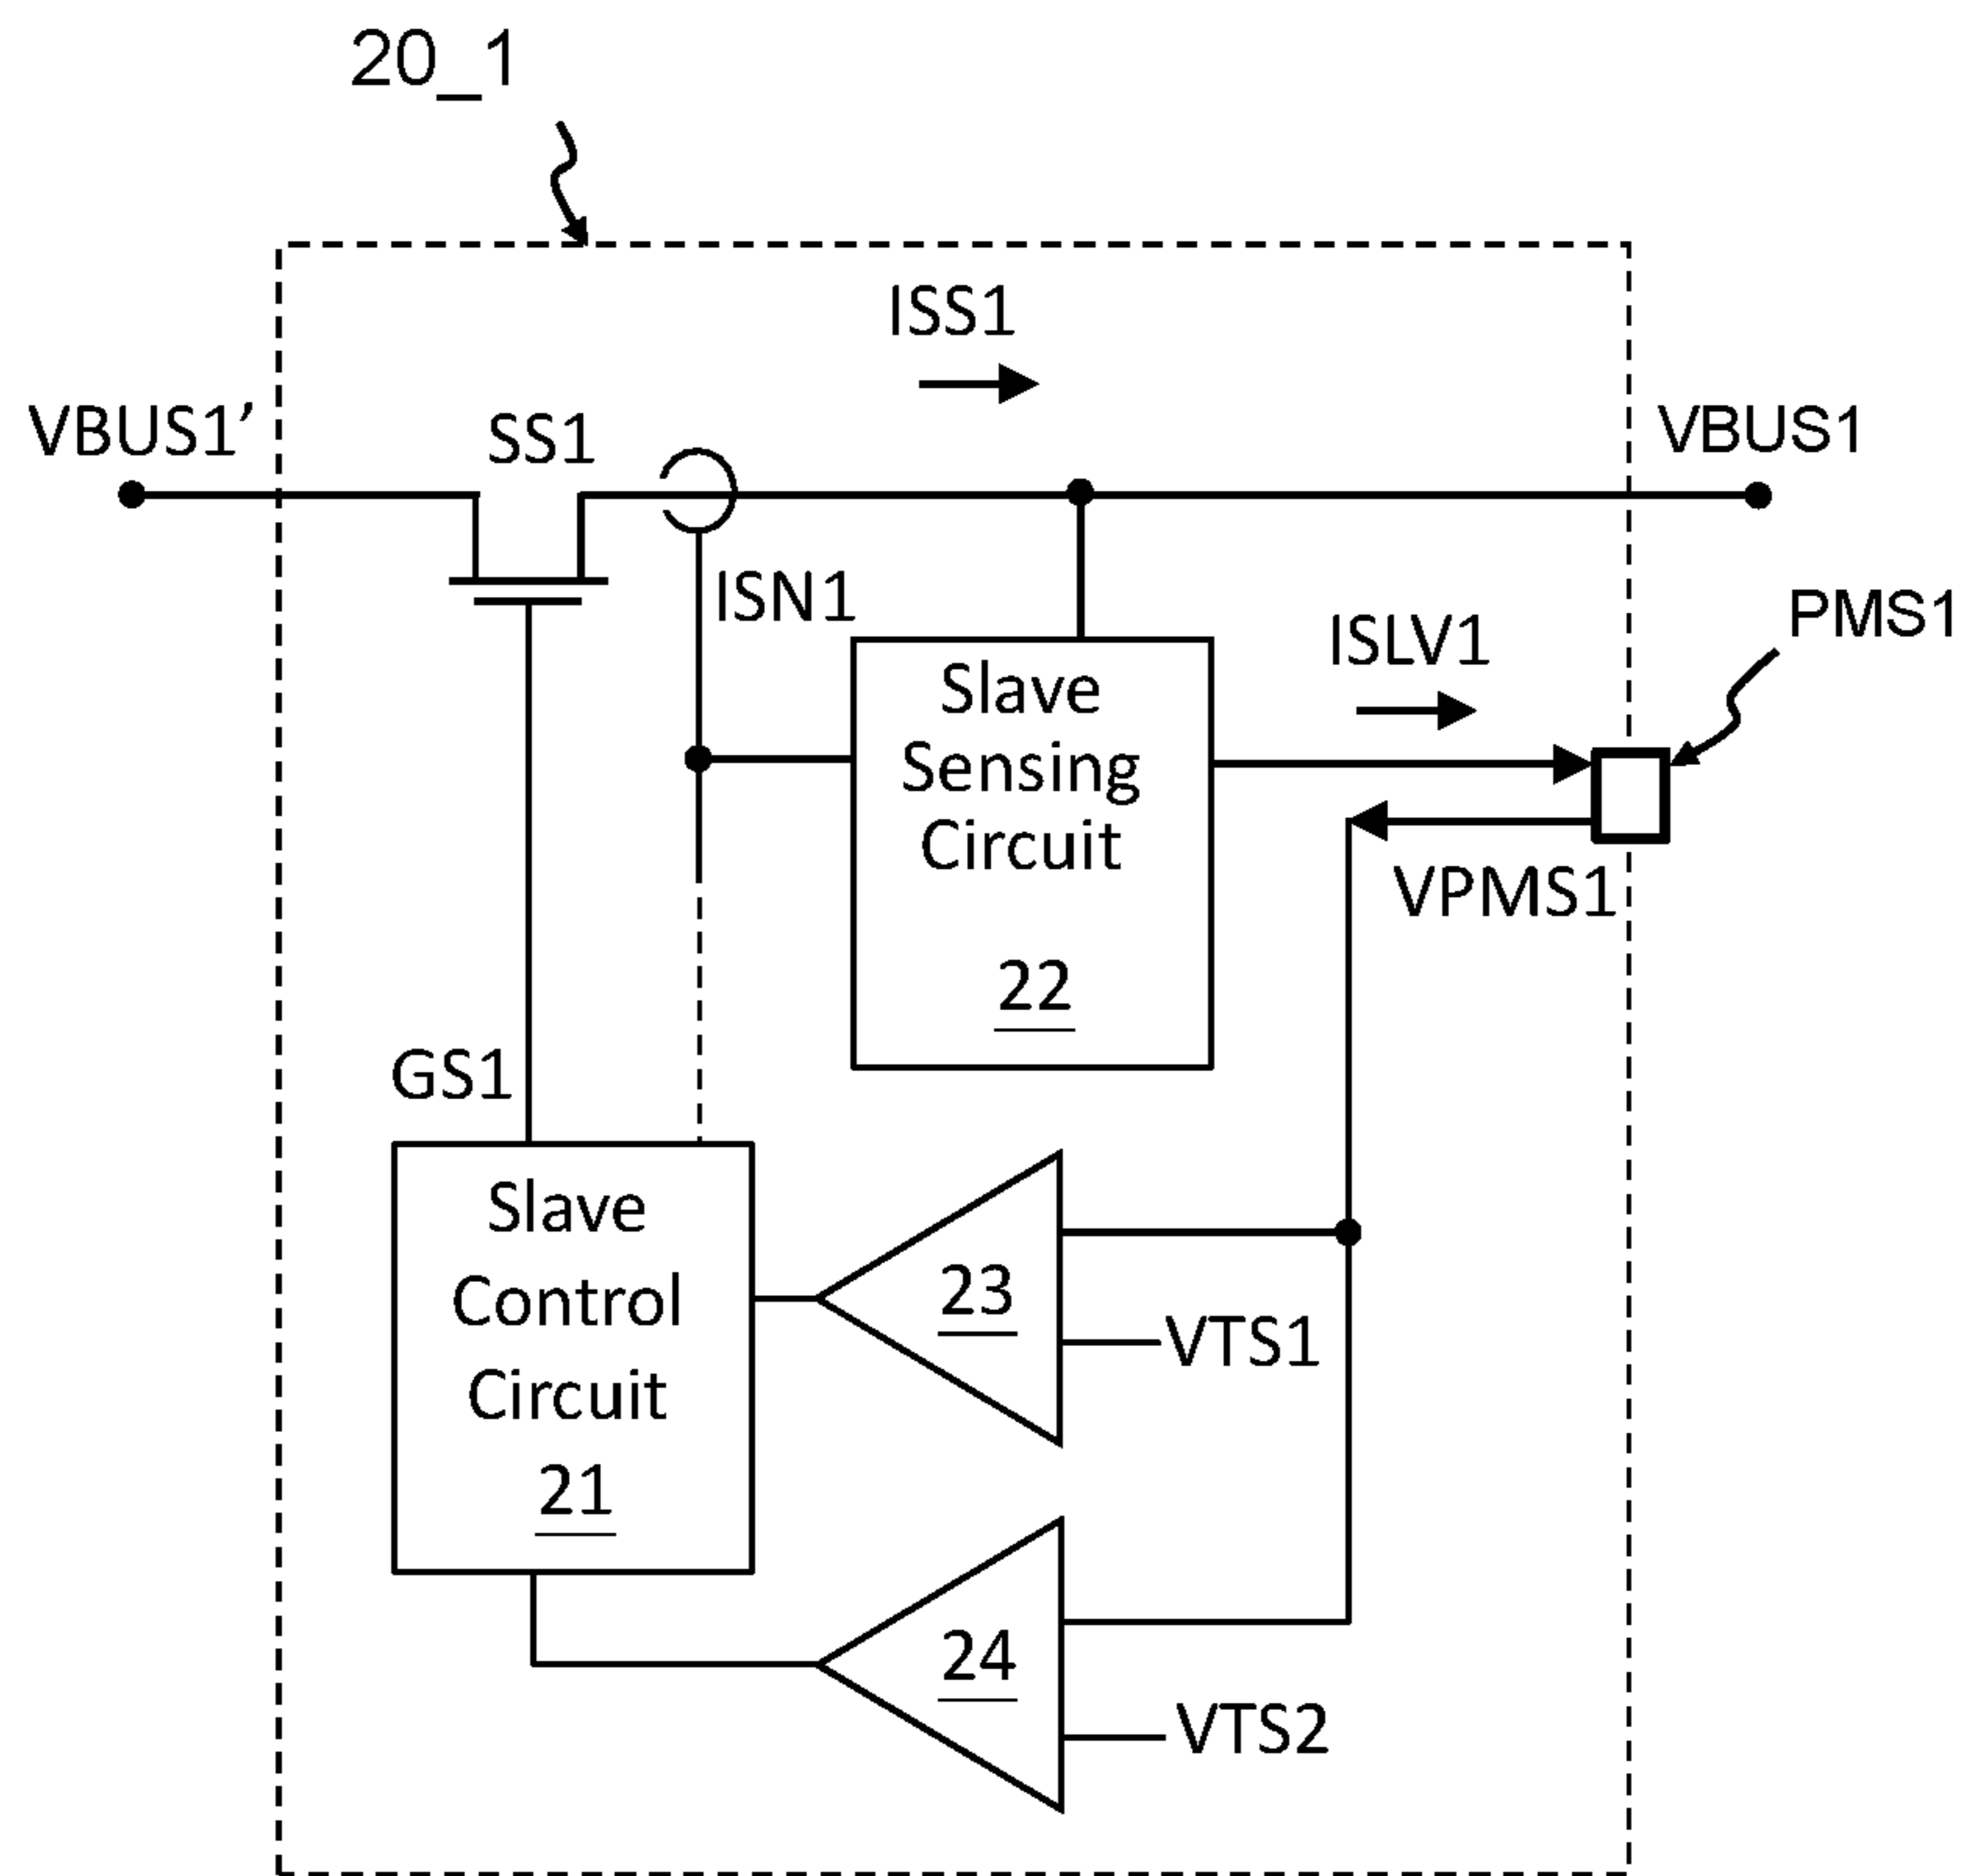 20_1
ISS1
VBUS1’
SS1
VBUS1
ISN1
PMS1
ISLV1
Slave
Sensing
Circuit
22
VPMS1
GS1
Slave
Control
Circuit
21
23
VTS1
24
VTS2